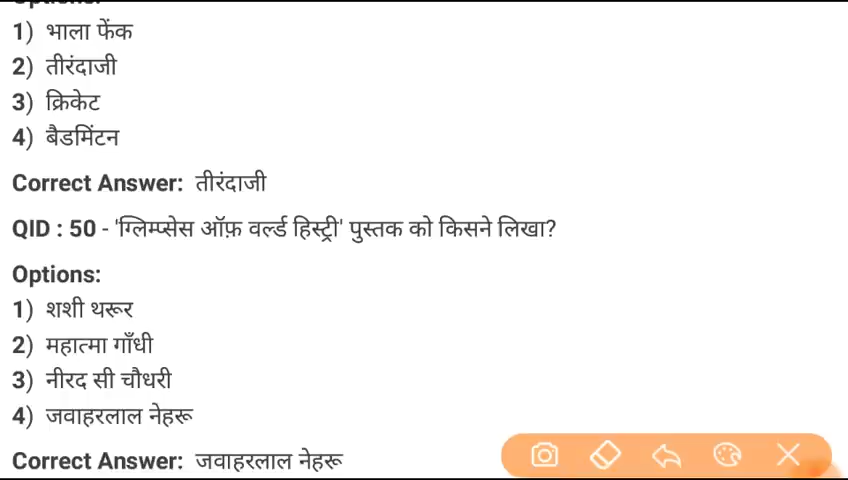 1) भाला फेंक
2) तीरंदाजी
3) क्रिकेट
4) बैडमिंटन
Correct Answer: तीरंदाजी
QID : 50 - 'ग्लिम्प्सेस ऑफ़ वर्ल्ड हिस्ट्री' पुस्तक को किसने लिखा?
Options:
1) शशी थरूर
2) महात्मा गाँधी
3) नीरद सी चौधरी
4) जवाहरलाल नेहरू
Correct Answer: जवाहरलाल नेहरू